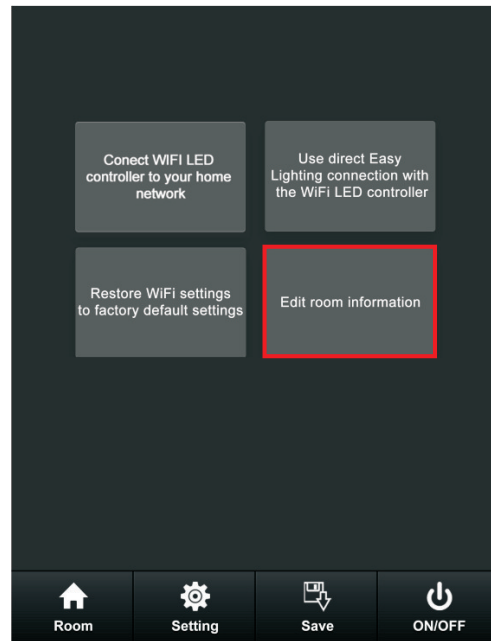 Conect WIFI LED
controller to your home
network
Use direct Easy
Lighting connection with
the WiFi LED controller
Restore WiFi settings
to factory default settings
Edit room information
Room
Setting
Save
ON/OFF